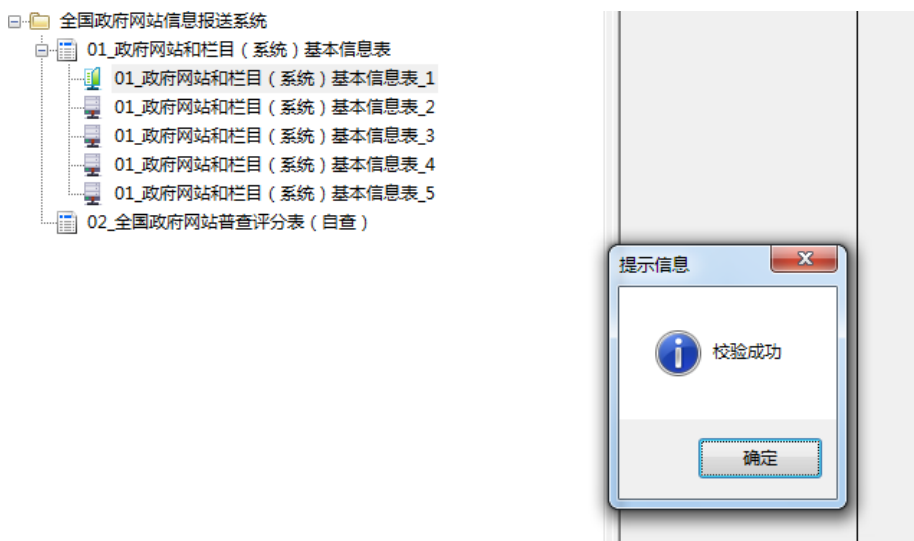 全国政府网站信息报送系统
01_政府网站和栏目（系统）基本信息表
01_政府网站和栏目（系统）基本信息表_1
01_政府网站和栏目（系统）基本信息表_2
01_政府网站和栏目（系统）基本信息表_3
01_政府网站和栏目（系统）基本信息表_4
01_政府网站和栏目（系统）基本信息表_5
02_全国政府网站普查评分表（自查）
提示信息
校验成功
确定